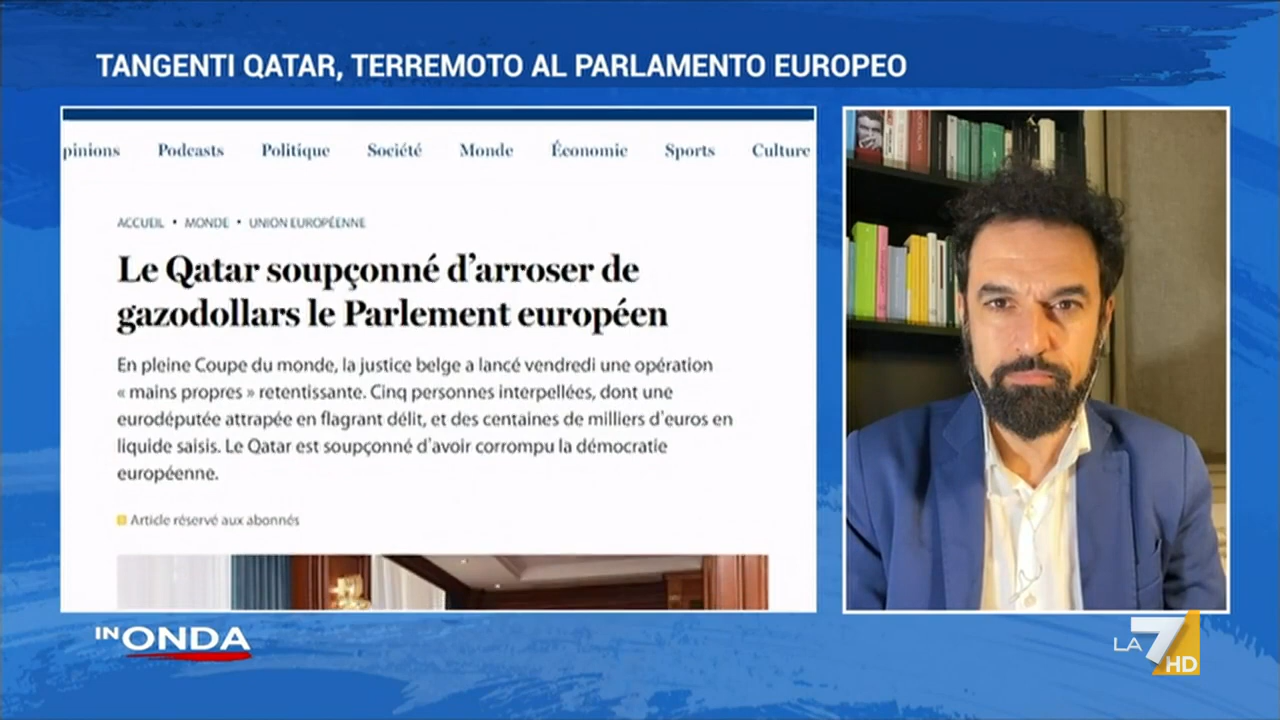 TANGENTI QATAR, TERREMOTO AL PARLAMENTO EUROPEO
pinions Podcasts Politique Société Monde Économie Sports Culture
ACCUEIL • MONDE • UNION EUROPÉENNE
Le Qatar soupçonné d'arroser de
gazodollars le Parlement européen
En pleine Coupe du monde, la justice belge a lancé vendredi une opération
« mains propres » retentissante. Cinq personnes interpellées, dont une
eurodéputée attrapée en flagrant délit, et des centaines de milliers d'euros en
liquide saisis. Le Qatar est soupçonné d'avoir corrompu la démocratie
européenne.
Article réservé aux abonnés
IN ONDA
LA 7 HD